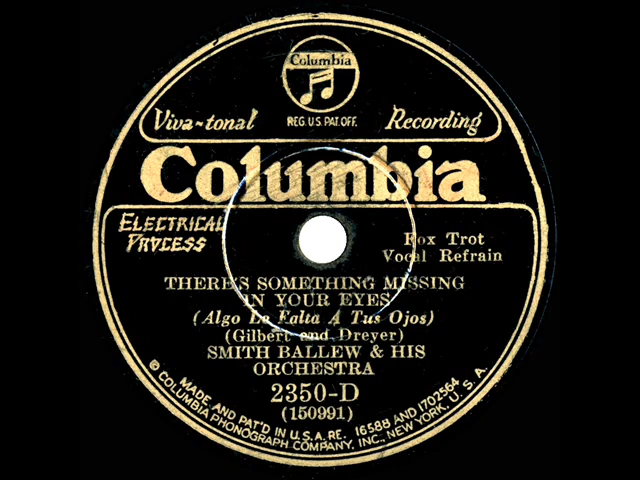 Columbia
REG. U.S. PAT. OFF.
Viva-tonal Recording
Columbia
ELECTRICAL
PROCESS
Fox Trot
Vocal Refrain
THERE'S SOMETHING MISSING
IN YOUR EYES
(Algo Le Falta A Tus Ojos)
(Gilbert and Dreyer)
SMITH BALLEW & HIS
ORCHESTRA
2350-D
(150991)
MADE AND PAT'D IN U.S.A. RE. 16588 AND 1702564
© COLUMBIA PHONOGRAPH COMPANY, INC., NEW YORK, U.S.A.